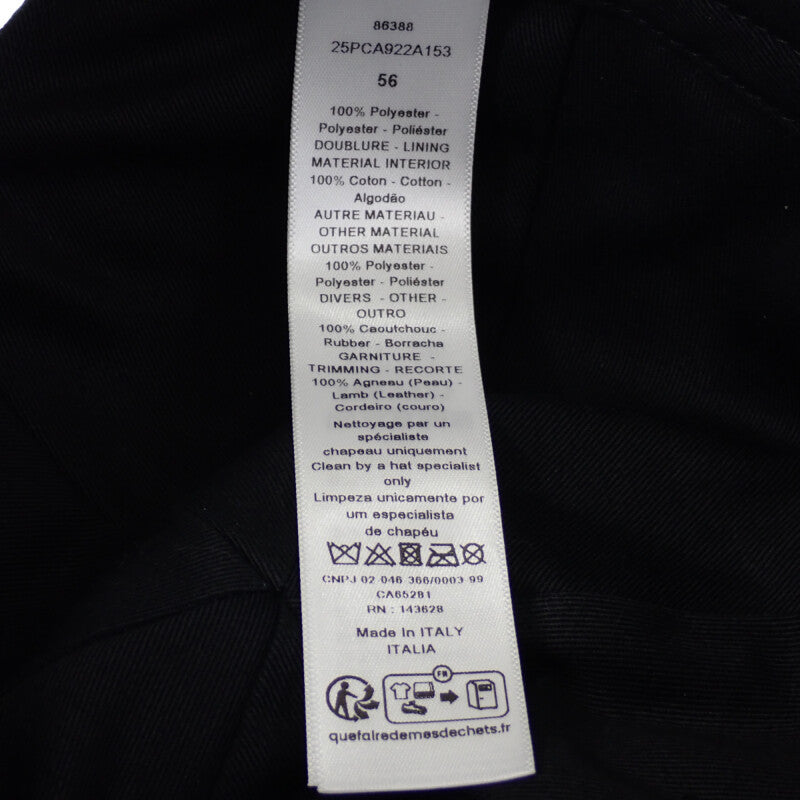 86388
25PCA922A153
56
100% Polyester -
Polyester - Poliéster
DOUBLURE - LINING
MATERIAL INTERIOR
100% Coton - Cotton -
Algodão
AUTRE MATERIAU -
OTHER MATERIAL
OUTROS MATERIAIS
100% Polyester -
Polyester - Poliéster
DIVERS - OTHER -
OUTRO
100% Caoutchouc -
Rubber - Borracha
GARNITURE -
TRIMMING - RECORTE
100% Agneau (Peau) -
Lamb (Leather) -
Cordeiro (couro)
Nettoyage par un
spécialiste
chapeau uniquement
Clean by a hat specialist
only
Limpeza unicamente por
um especialista
de chapéu
CNPJ 02 046 366/0003 99
CA65281
RN : 143628
Made in ITALY
ITALIA
FR
quefairedemesdechets.fr